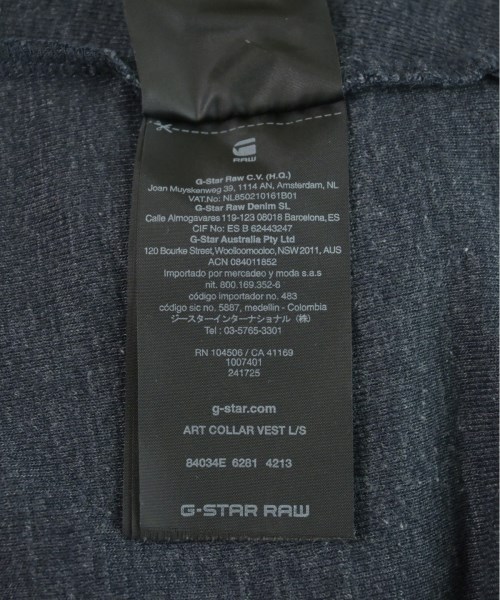 RAW
G-Star Raw C.V. (H.Q.)
Joan Muyskenweg 39, 1114 AN, Amsterdam, NL
VAT.No: NL850210161B01
G-Star Raw Denim SL
Calle Almogavares 119-123 08018 Barcelona, ES
CIF No: ES B 62443247
G-Star Australia Pty Ltd
120 Bourke Street, Woolloomooloo, NSW 2011, AUS
ACN 084011852
Importado por mercadeo y moda s.a.s
nit. 800.169.352-6
código importador no. 483
código sic no. 5887, medellin - Colombia
ジースターインターナショナル (株)
Tel : 03-5765-3301
RN 104506 / CA 41169
1007401
241725
g-star.com
ART COLLAR VEST L/S
84034E 6281 4213
G-STAR RAW